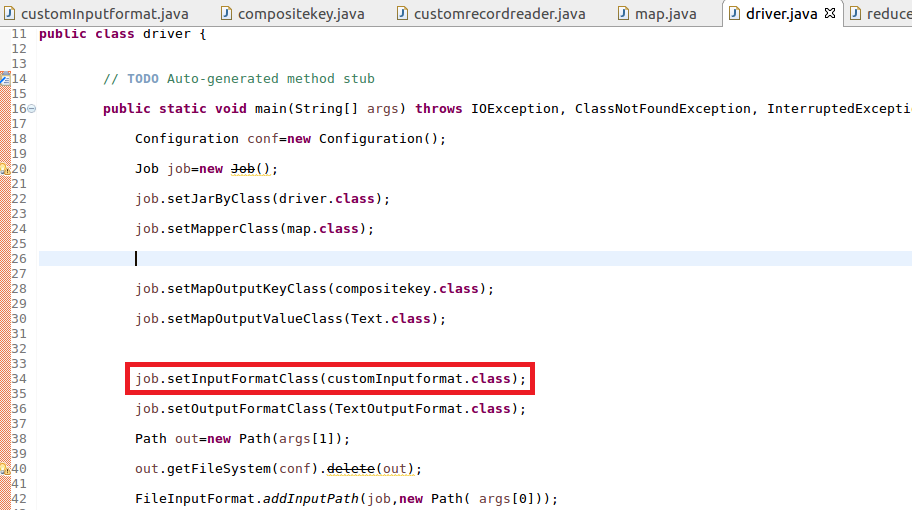 customInputformat.java compositekey.java customrecordreader.java map.java driver.java reduce
11 public class driver {
12
13
14 // TODO Auto-generated method stub
15
16 public static void main(String[] args) throws IOException, ClassNotFoundException, InterruptedExcepti
17
18 Configuration conf=new Configuration();
19
20 Job job=new Job();
21
22 job.setJarByClass(driver.class);
23
24 job.setMapperClass(map.class);
25
26
27
28 job.setMapOutputKeyClass(compositekey.class);
29
30 job.setMapOutputValueClass(Text.class);
31
32
33
34 job.setInputFormatClass(customInputformat.class);
35
36 job.setOutputFormatClass(TextOutputFormat.class);
37
38 Path out=new Path(args[1]);
39
40 out.getFileSystem(conf).delete(out);
41
42 FileInputFormat.addInputPath(job,new Path( args[0]));